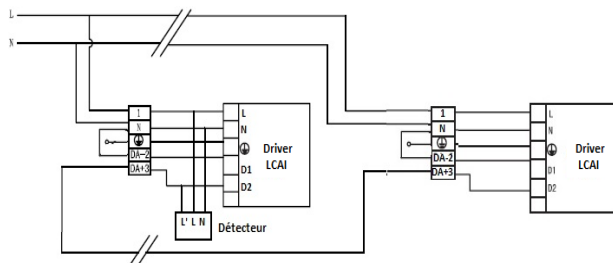 L
N
1
N
DA-2
DA+3
L
N
D1
D2
Driver
LCAI
L' L N
Détecteur
1
N
DA-2
DA+3
L
N
D1
D2
Driver
LCAI